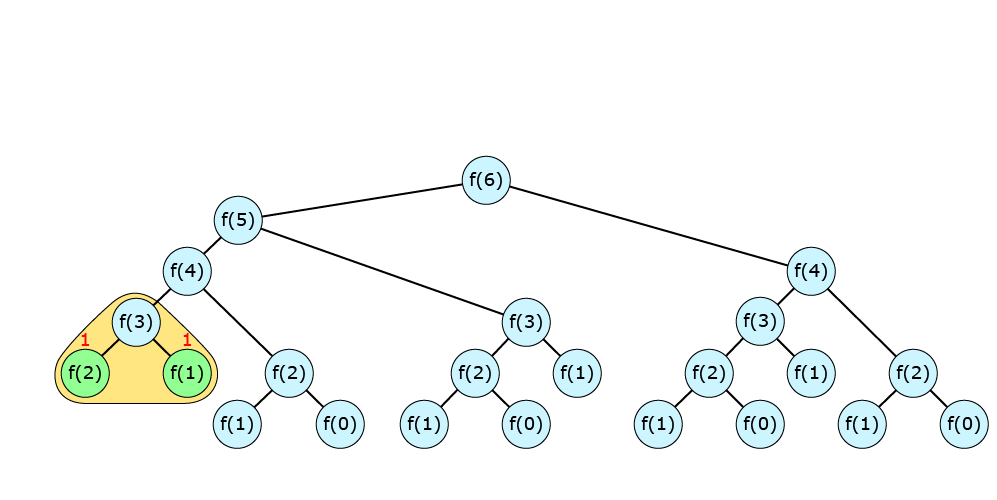 f(6)
f(5)
f(4) f(4)
f(3) f(3) f(3)
1 1
f(2) f(1) f(2) f(2) f(1) f(2) f(1) f(2)
f(1) f(0) f(1) f(0) f(1) f(0) f(1) f(0)